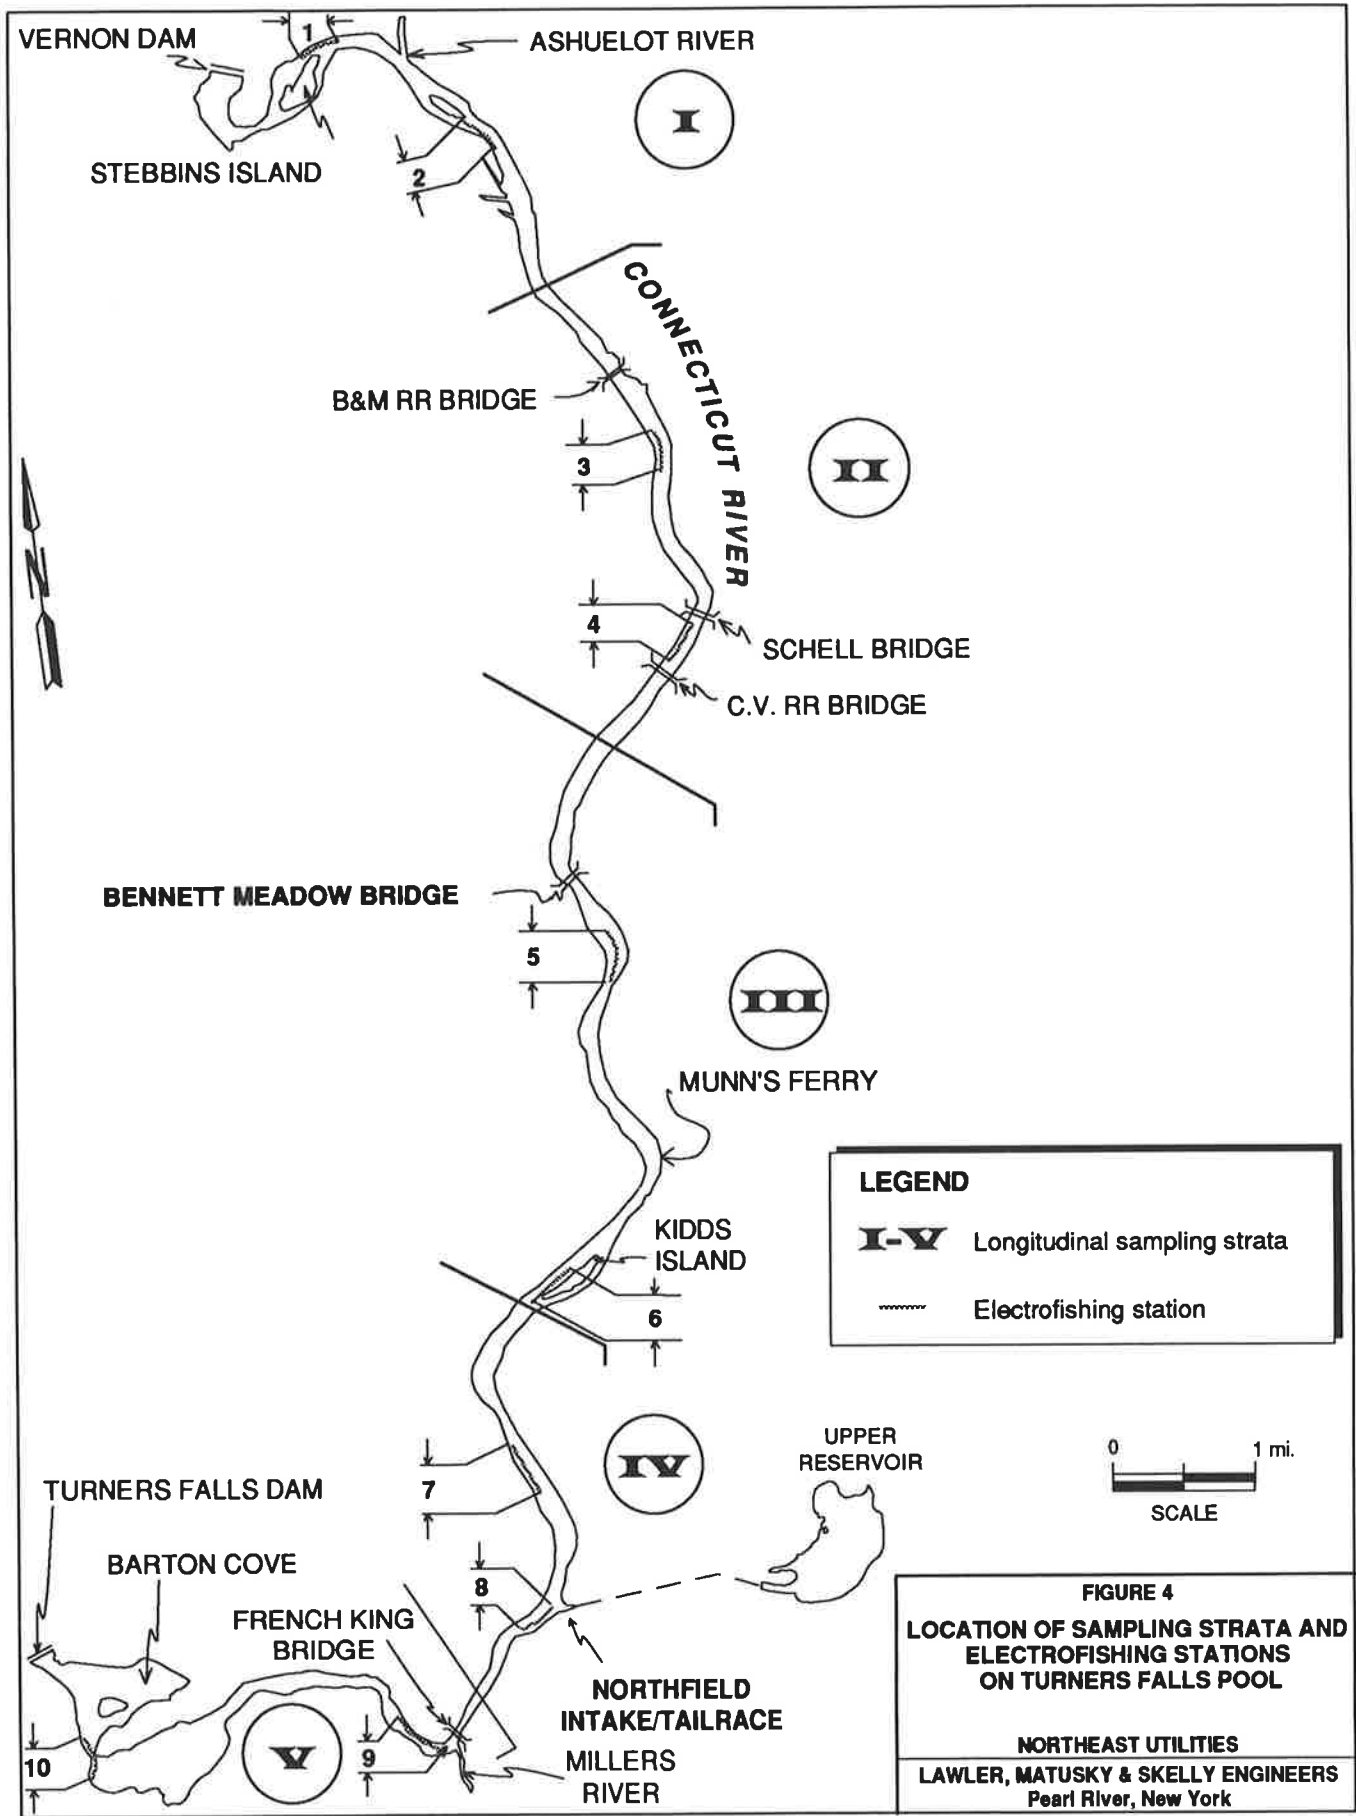 VERNON DAM
1
ASHUELOT RIVER
I
STEBBINS ISLAND
2
CONNECTICUT RIVER
B&M RR BRIDGE
3
II
N
4
SCHELL BRIDGE
C.V. RR BRIDGE
BENNETT MEADOW BRIDGE
5
III
MUNN'S FERRY
LEGEND
I-V Longitudinal sampling strata
Electrofishing station
KIDDS
ISLAND
6
IV
UPPER
RESERVOIR
0 1 mi.
SCALE
7
TURNERS FALLS DAM
BARTON COVE
8
FRENCH KING
BRIDGE
NORTHFIELD
INTAKE/TAILRACE
V
9
10
MILLERS
RIVER
FIGURE 4
LOCATION OF SAMPLING STRATA AND
ELECTROFISHING STATIONS
ON TURNERS FALLS POOL
NORTHEAST UTILITIES
LAWLER, MATUSKY & SKELLY ENGINEERS
Pearl River, New York